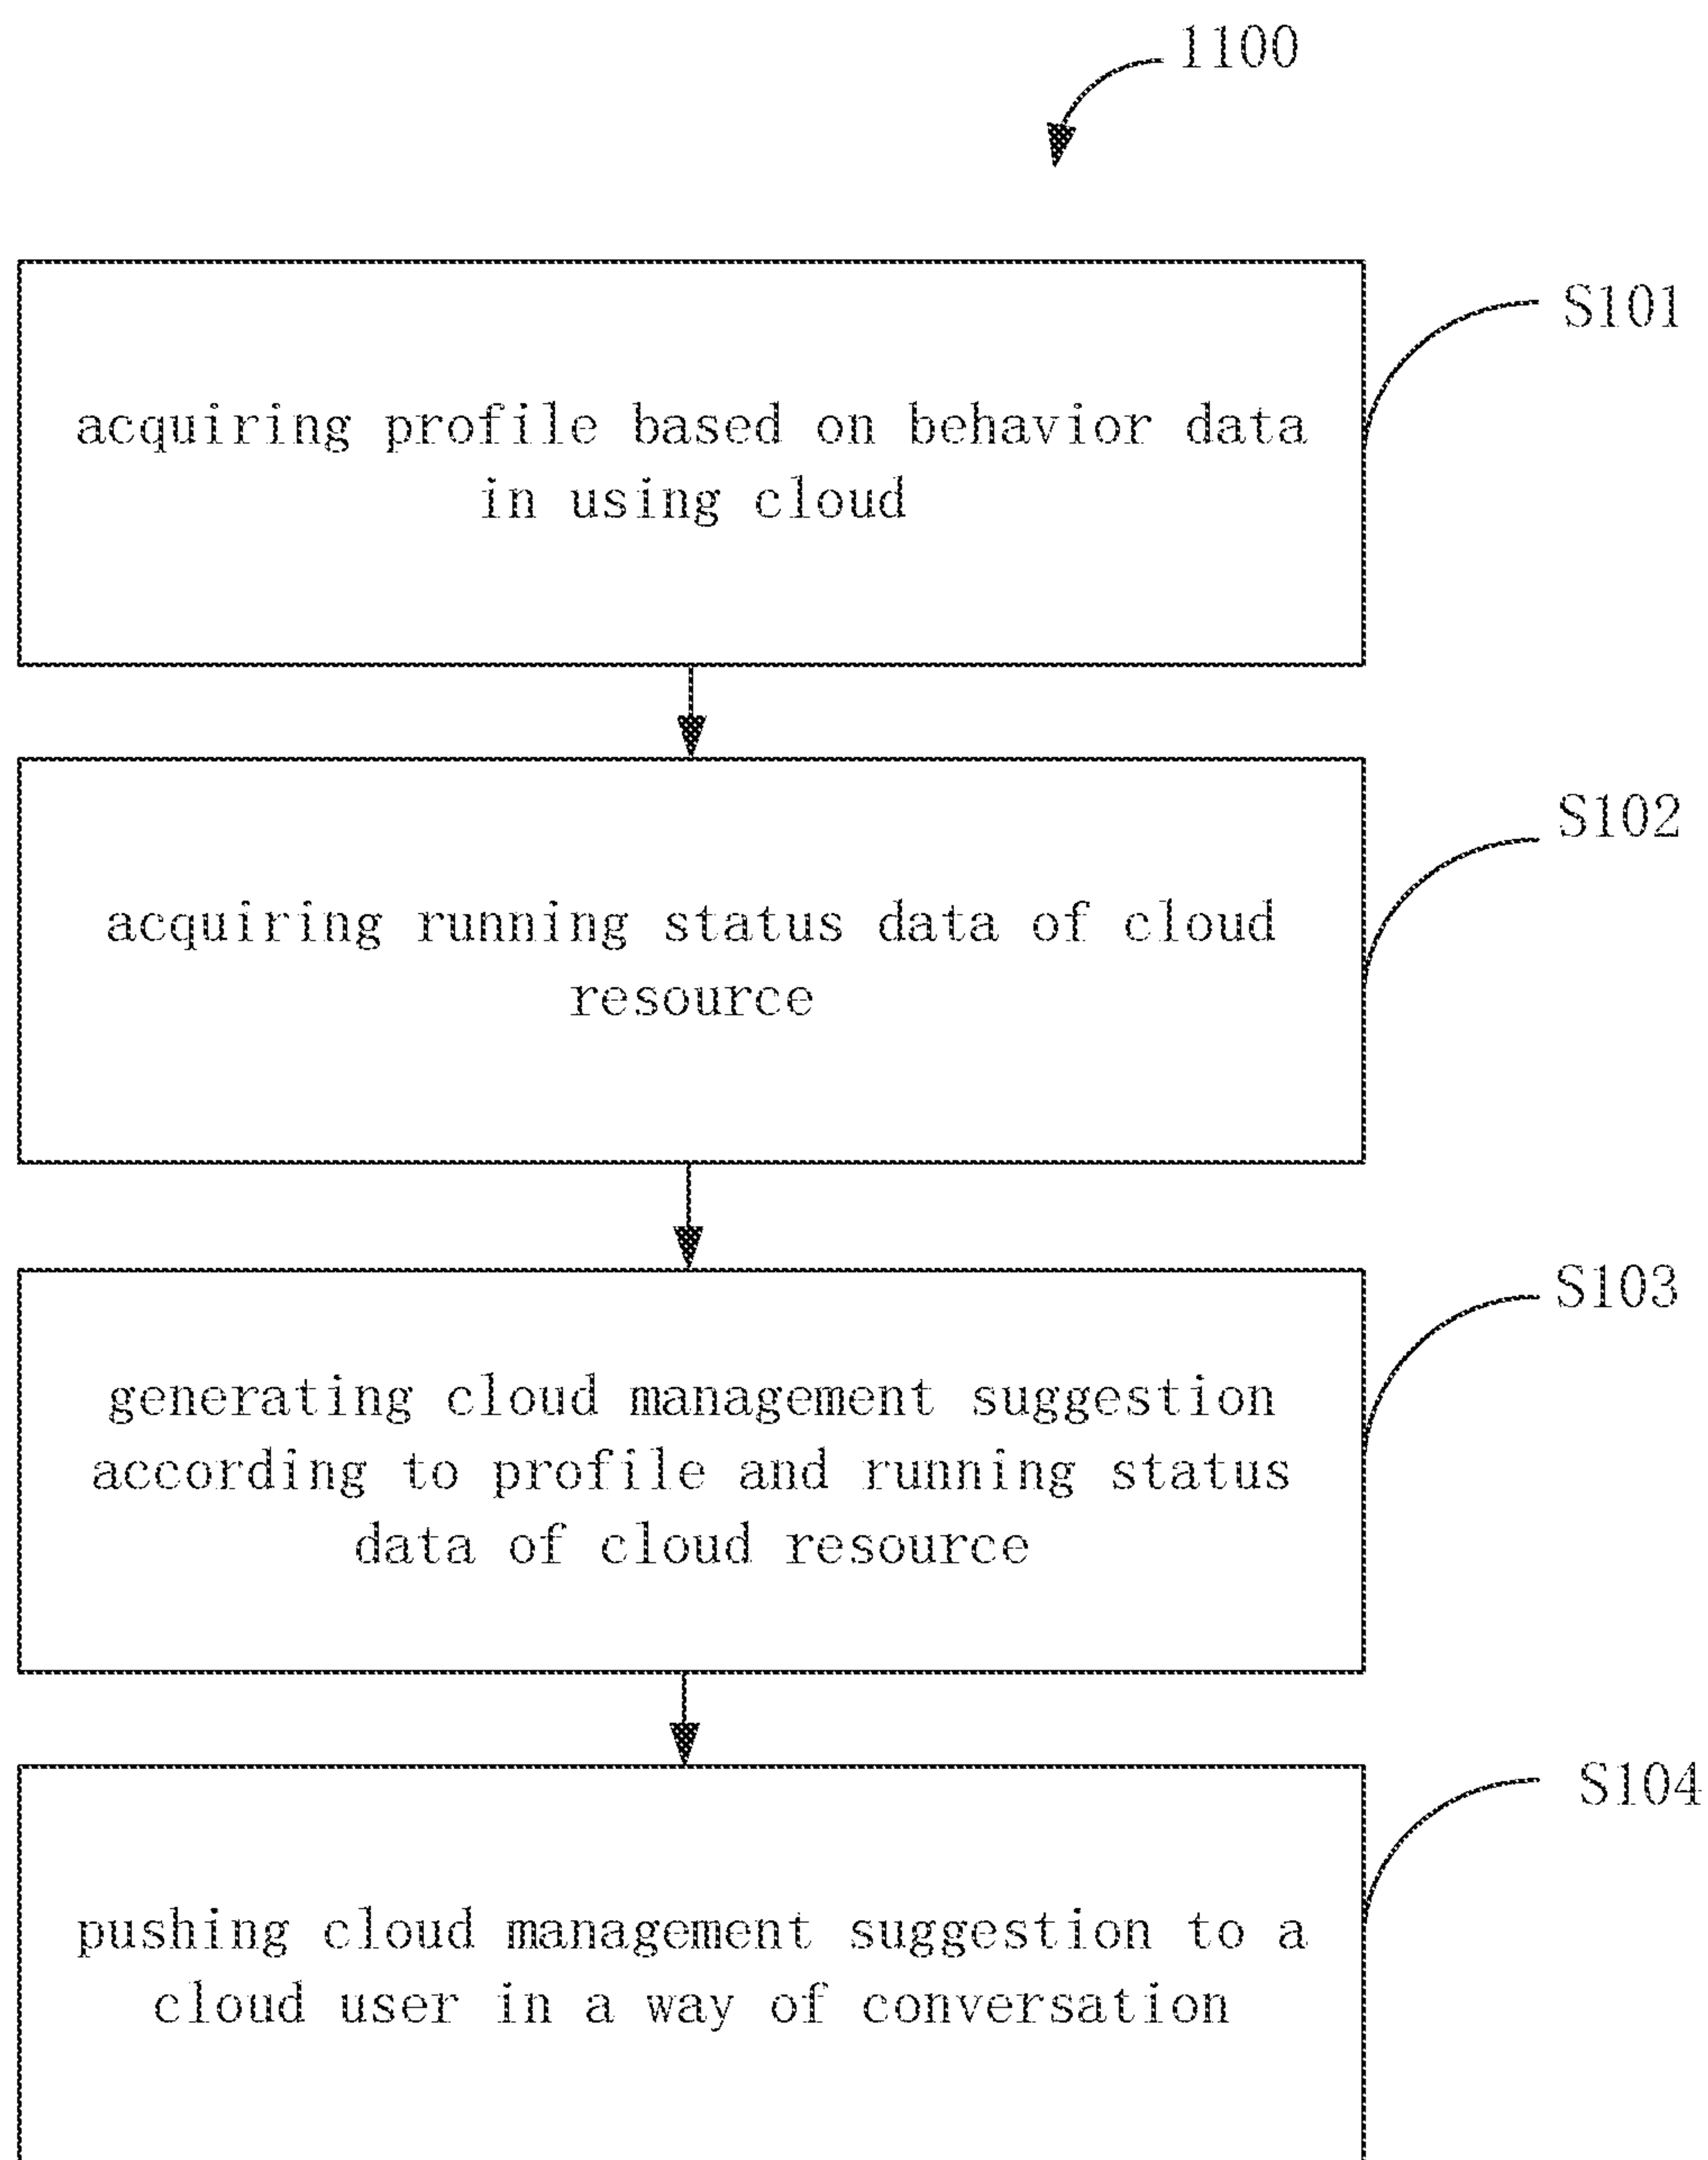 1100
S101
acquiring profile based on behavior data
in using cloud
S102
acquiring running status data of cloud
resource
S103
generating cloud management suggestion
according to profile and running status
data of cloud resource
S104
pushing cloud management suggestion to a
cloud user in a way of conversation